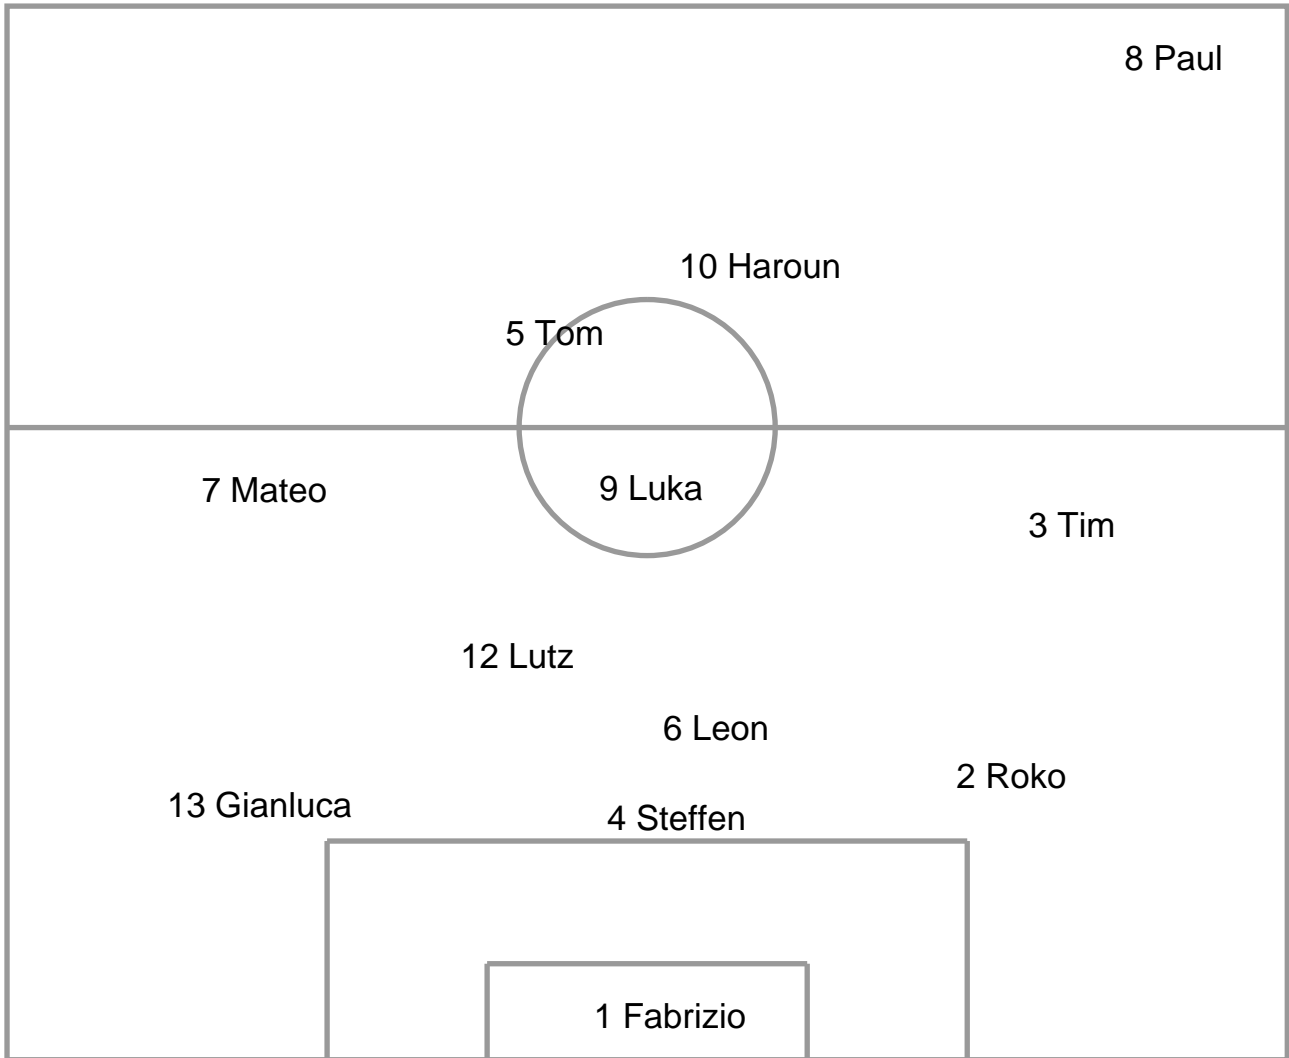 8 Paul
10 Haroun
5 Tom
7 Mateo
9 Luka
3 Tim
12 Lutz
6 Leon
2 Roko
13 Gianluca
4 Steffen
1 Fabrizio